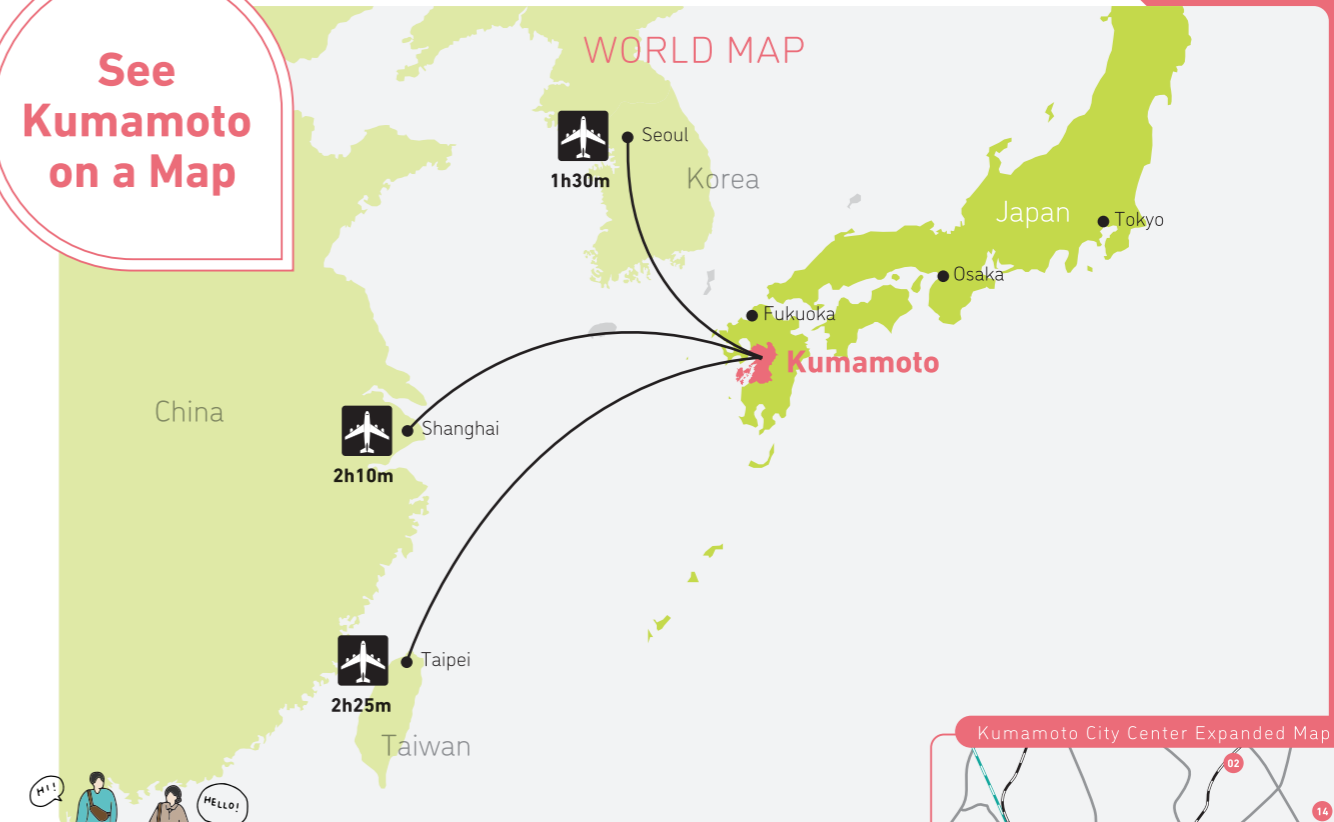 See
Kumamoto
on a Map
WORLD MAP
Seoul
1h30m
Korea
Japan
Tokyo
Osaka
Fukuoka
Kumamoto
China
Shanghai
2h10m
Taipei
2h25m
Taiwan
HI!
HELLO!
Kumamoto City Center Expanded Map
02
14